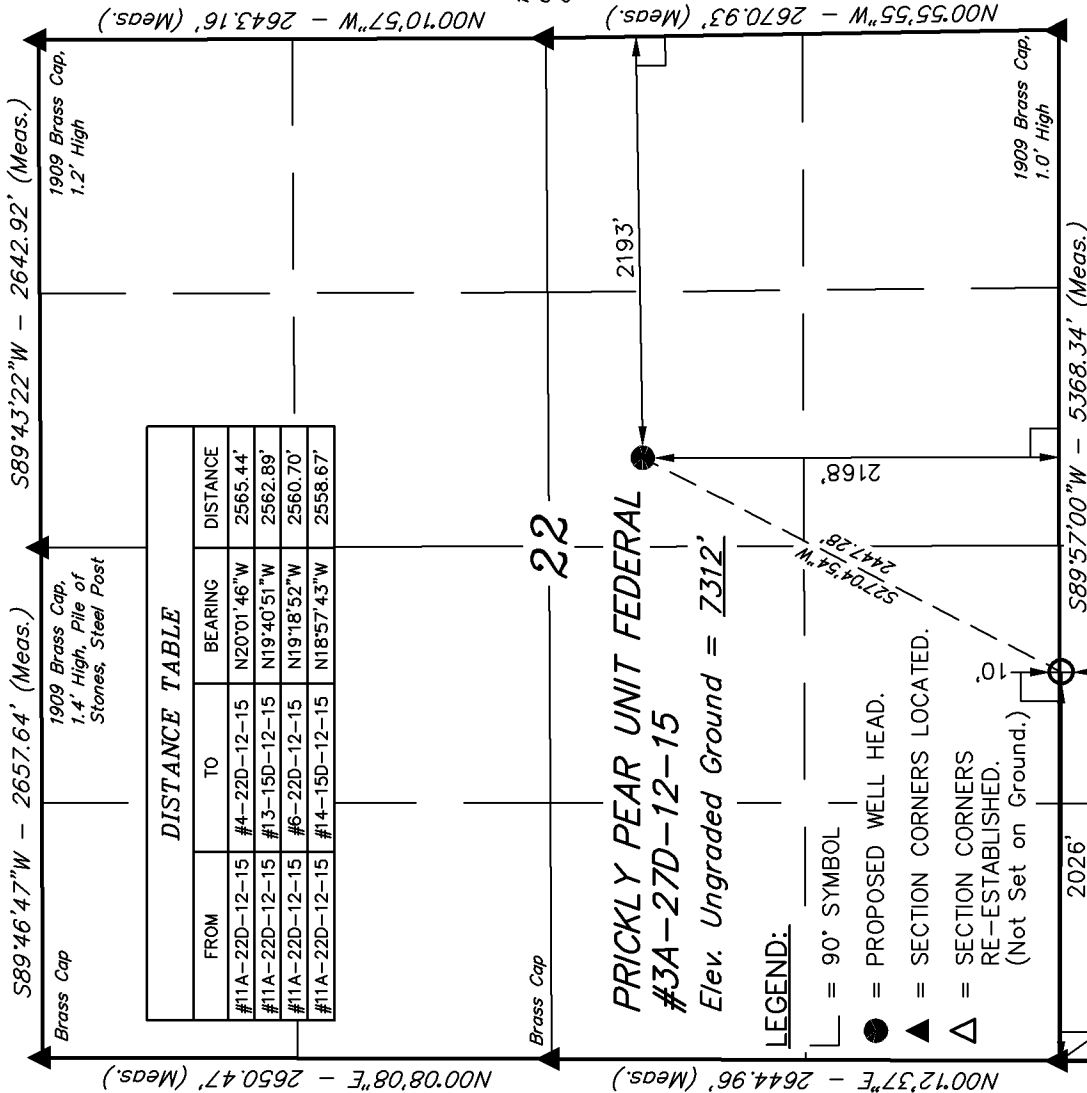 S89°46'47"W - 2657.64' (Meas.)
S89°43'22"W - 2642.92' (Meas.)
Brass Cap
1909 Brass Cap,
1.4' High, Pile of
Stones, Steel Post
1909 Brass Cap,
1.2' High
N00°08'08"E - 2650.47' (Meas.)
N00°10'57"W - 2643.16' (Meas.)
DISTANCE TABLE
FROM TO BEARING DISTANCE
#11A-22D-12-15 #4-22D-12-15 N20°01'46"W 2565.44'
#11A-22D-12-15 #13-15D-12-15 N19°40'51"W 2562.89'
#11A-22D-12-15 #6-22D-12-15 N19°18'52"W 2560.70'
#11A-22D-12-15 #14-15D-12-15 N18°57'43"W 2558.67'
Brass Cap
22
PRICKLY PEAR UNIT FEDERAL
#3A-27D-12-15
Elev. Ungraded Ground = 7312'
2193'
2168'
S27°04'54"W
2447.28'
N00°12'37"E - 2644.96' (Meas.)
N00°55'55"W - 2670.93' (Meas.)
LEGEND:
= 90° SYMBOL
= PROPOSED WELL HEAD.
= SECTION CORNERS LOCATED.
= SECTION CORNERS
RE-ESTABLISHED.
(Not Set on Ground.)
10'
1909 Brass Cap,
1.0' High
2026'
S89°57'00"W - 5368.34' (Meas.)